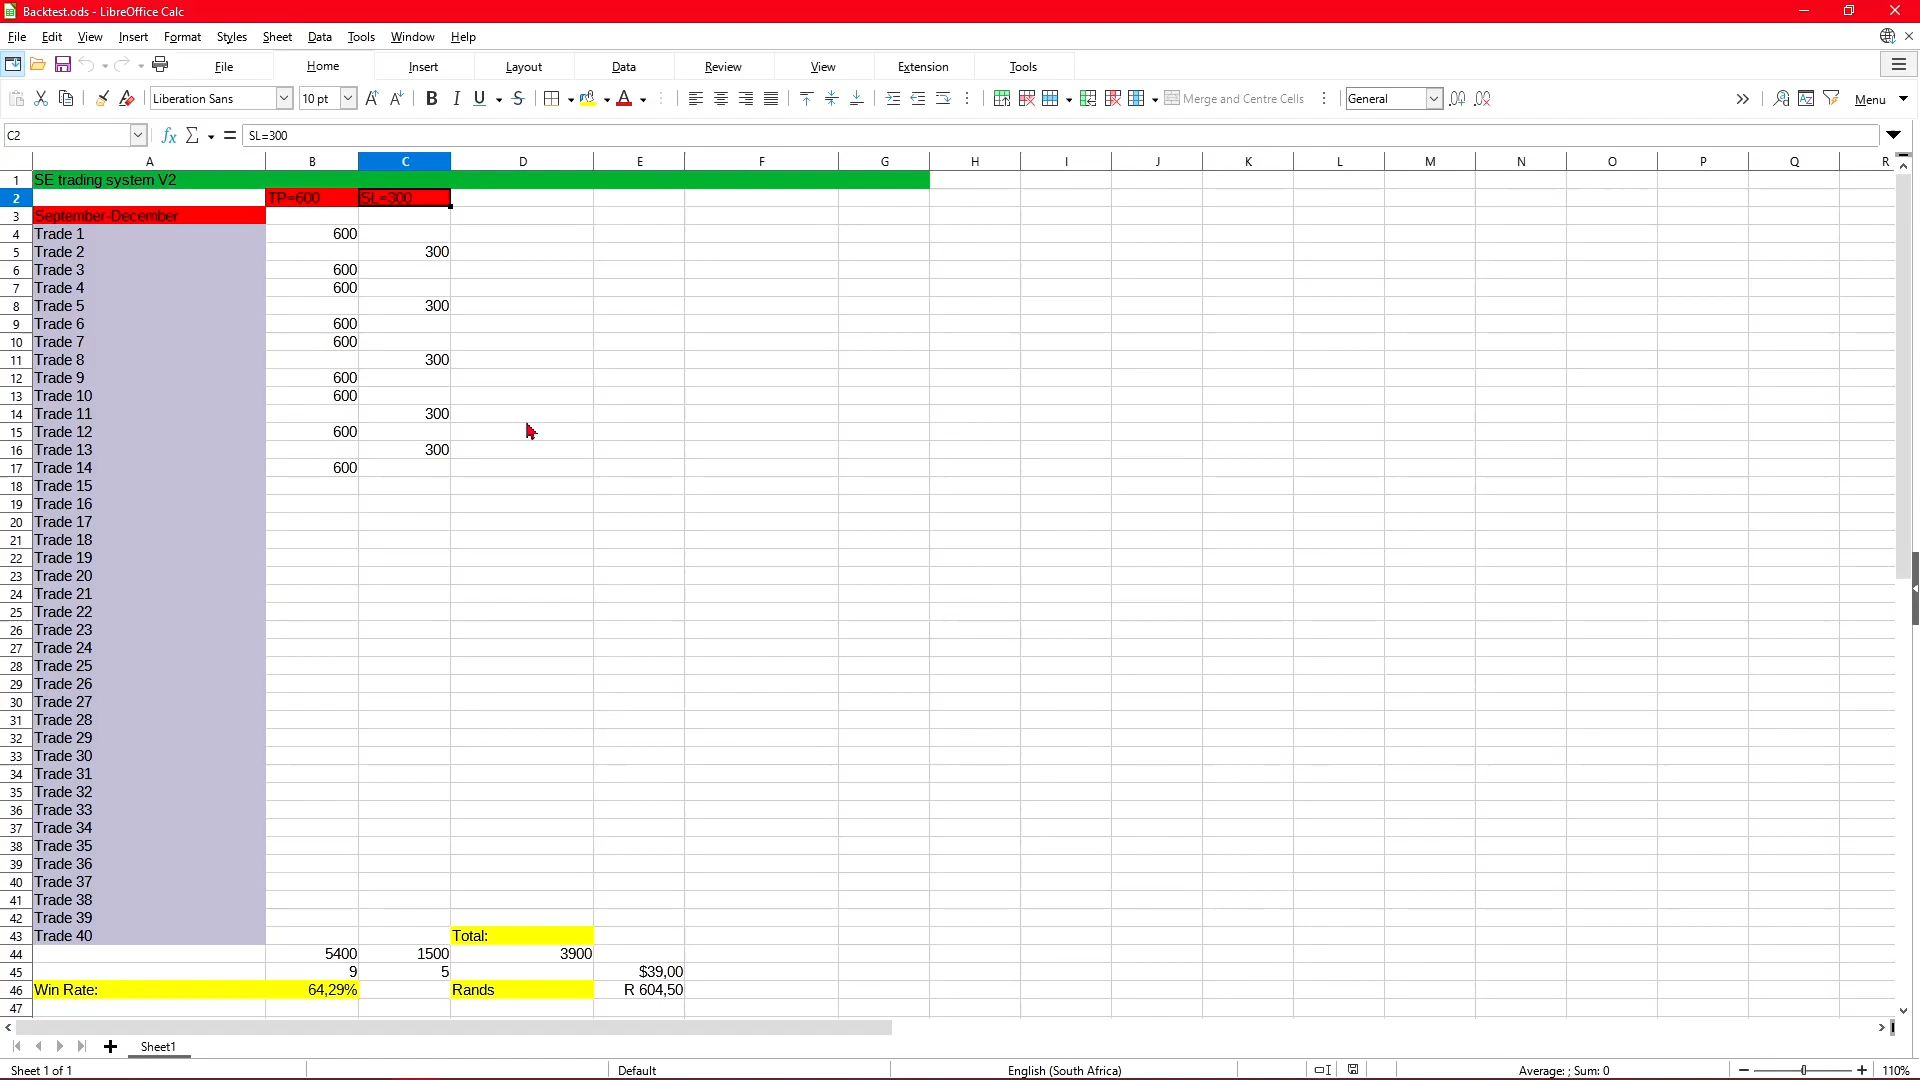 Backtest.ods - LibreOffice Calc
File Edit View Insert Format Styles Sheet Data Tools Window Help
File Home Insert Layout Data Review View Extension Tools
Liberation Sans 10 pt B I U S Merge and Centre Cells General Menu
C2 fx Σ = SL=300
A B C D E F G H I J K L M N O P Q R
1 SE trading system V2
2 TP=600 SL=300
3 September-December
4 Trade 1 600
5 Trade 2 300
6 Trade 3 600
7 Trade 4 600
8 Trade 5 300
9 Trade 6 600
10 Trade 7 600
11 Trade 8 300
12 Trade 9 600
13 Trade 10 600
14 Trade 11 300
15 Trade 12 600
16 Trade 13 300
17 Trade 14 600
18 Trade 15
19 Trade 16
20 Trade 17
21 Trade 18
22 Trade 19
23 Trade 20
24 Trade 21
25 Trade 22
26 Trade 23
27 Trade 24
28 Trade 25
29 Trade 26
30 Trade 27
31 Trade 28
32 Trade 29
33 Trade 30
34 Trade 31
35 Trade 32
36 Trade 33
37 Trade 34
38 Trade 35
39 Trade 36
40 Trade 37
41 Trade 38
42 Trade 39
43 Trade 40 Total:
44 5400 1500 3900
45 9 5 $39,00
46 Win Rate: 64,29% Rands R 604,50
47
Sheet1
Sheet 1 of 1 Default English (South Africa) Average: ; Sum: 0 110%